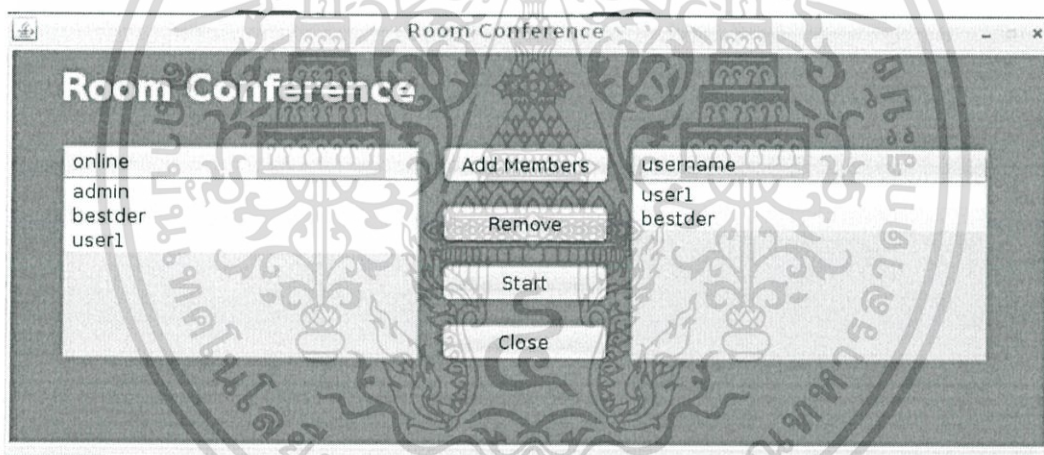 Room Conference
Room Conference
online
admin
bestder
user1
Add Members
Remove
Start
Close
username
user1
bestder